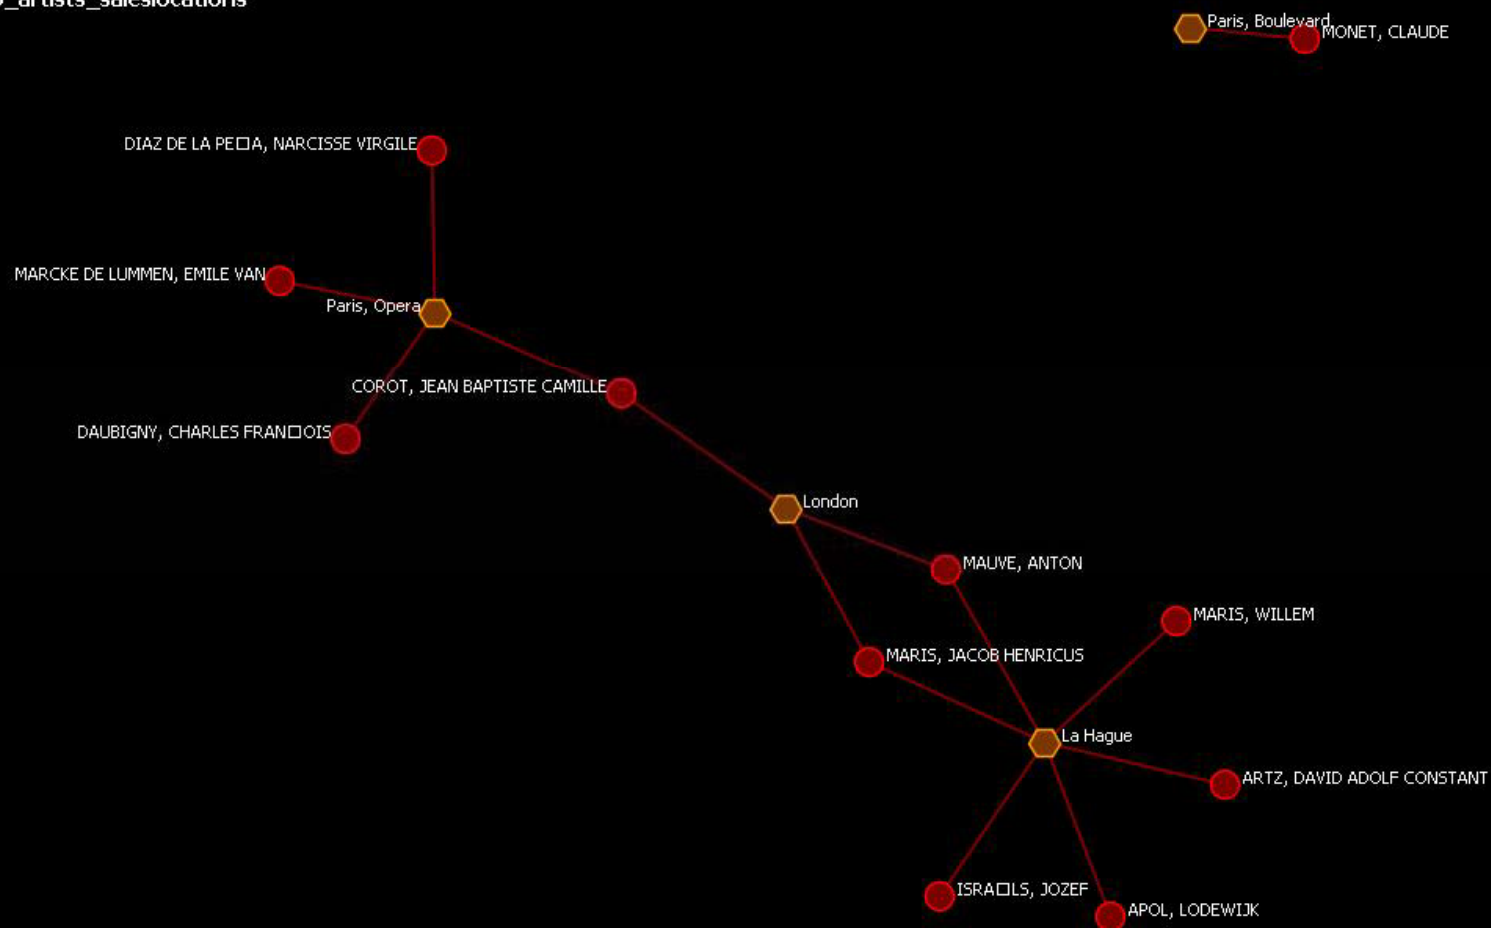 _artists_saleslocations
Paris, Boulevard
MONET, CLAUDE
DIAZ DE LA PE□A, NARCISSE VIRGILE
MARCKE DE LUMMEN, EMILE VAN
Paris, Opera
COROT, JEAN BAPTISTE CAMILLE
DAUBIGNY, CHARLES FRAN□OIS
London
MAUVE, ANTON
MARIS, WILLEM
MARIS, JACOB HENRICUS
La Hague
ARTZ, DAVID ADOLF CONSTANT
ISRA□LS, JOZEF
APOL, LODEWIJK